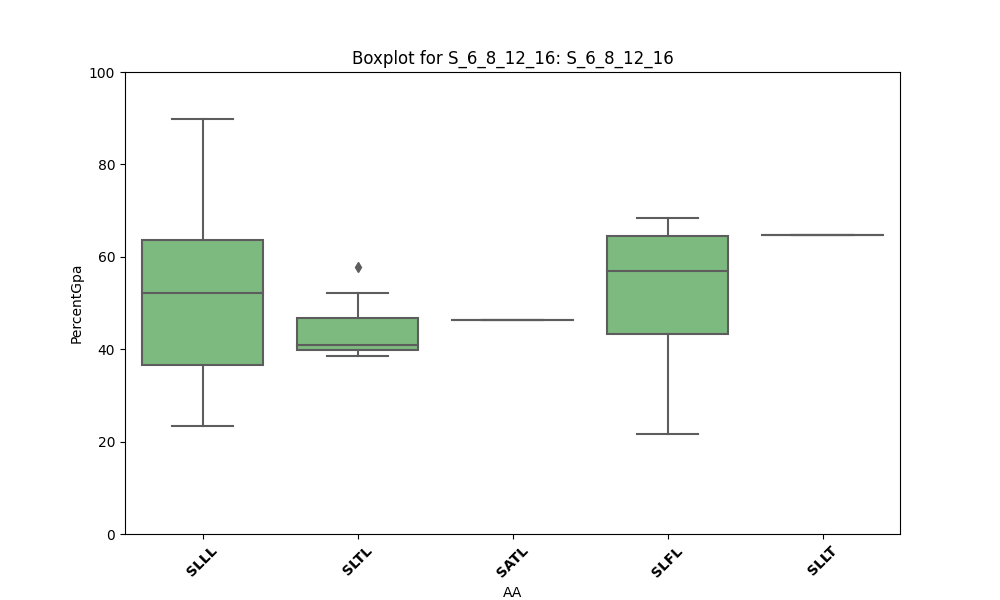 Boxplot for S_6_8_12_16: S_6_8_12_16
100
80
60
40
20
0
PercentGpa
SLLL
SLTL
SATL
SLFL
SLLT
AA